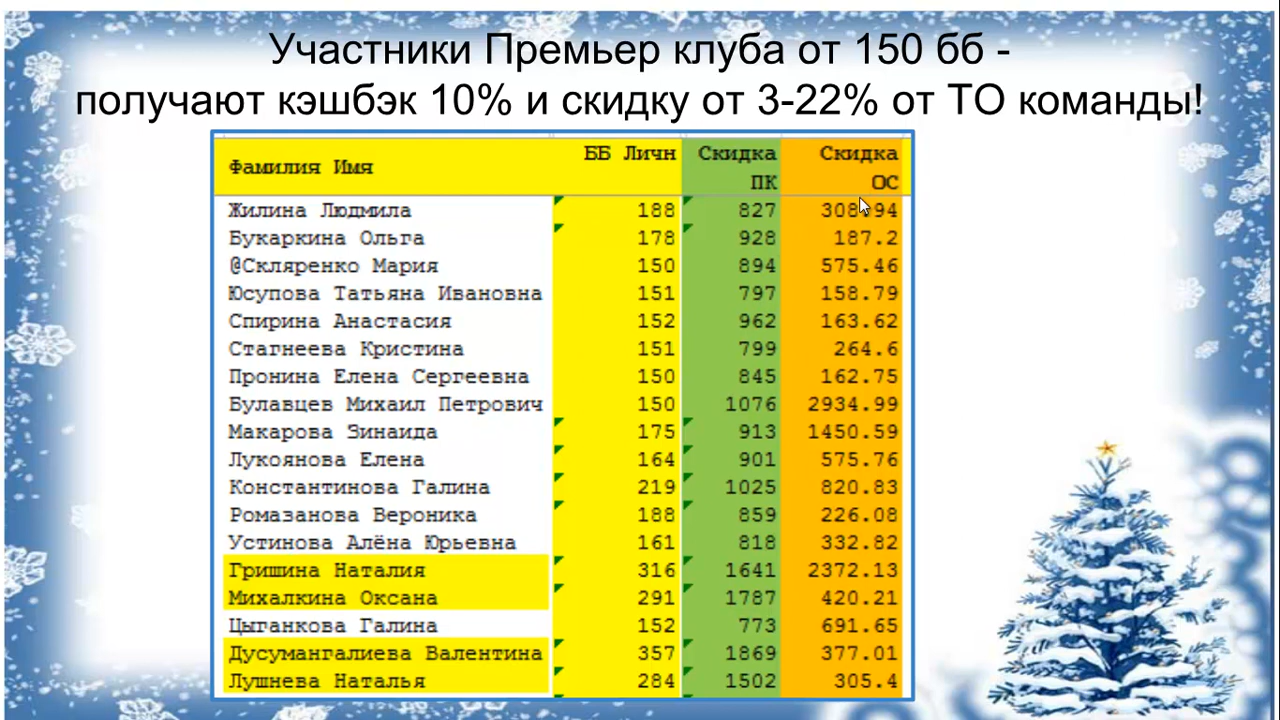 Участники Премьер клуба от 150 бб -
получают кэшбэк 10% и скидку от 3-22% от ТО команды!
Фамилия Имя ББ Личн Скидка ПК Скидка ОС
Жилина Людмила 188 827 308.94
Букаркина Ольга 178 928 187.2
@Скляренко Мария 150 894 575.46
Юсупова Татьяна Ивановна 151 797 158.79
Спирина Анастасия 152 962 163.62
Стагнеева Кристина 151 799 264.6
Пронина Елена Сергеевна 150 845 162.75
Булавцев Михаил Петрович 150 1076 2934.99
Макарова Зинаида 175 913 1450.59
Лукоянова Елена 164 901 575.76
Константинова Галина 219 1025 820.83
Ромазанова Вероника 188 859 226.08
Устинова Алёна Юрьевна 161 818 332.82
Гришина Наталия 316 1641 2372.13
Михалкина Оксана 291 1787 420.21
Цыганкова Галина 152 773 691.65
Дусумангалиева Валентина 357 1869 377.01
Лушнева Наталья 284 1502 305.4